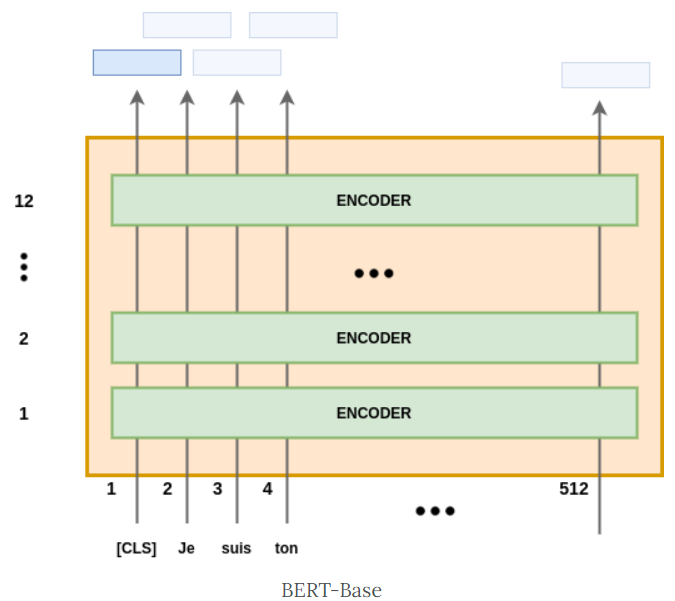 12 ENCODER
2 ENCODER
1 ENCODER
1 2 3 4 512
[CLS] Je suis ton
BERT-Base